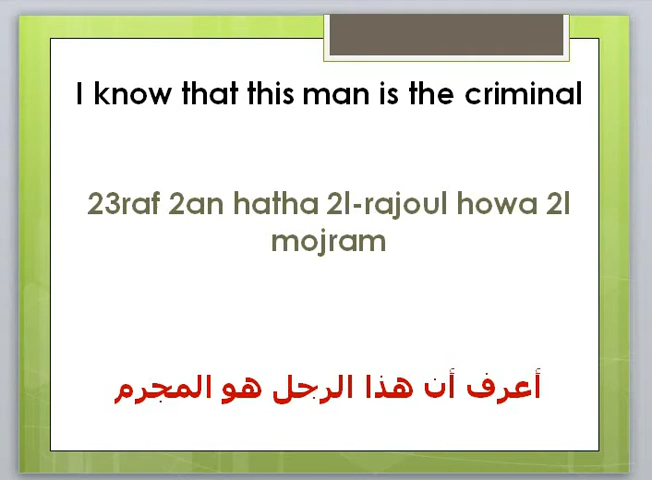 I know that this man is the criminal
23raf 2an hatha 2l-rajoul howa 2l
mojram
أعرف أن هذا الرجل هو المجرم